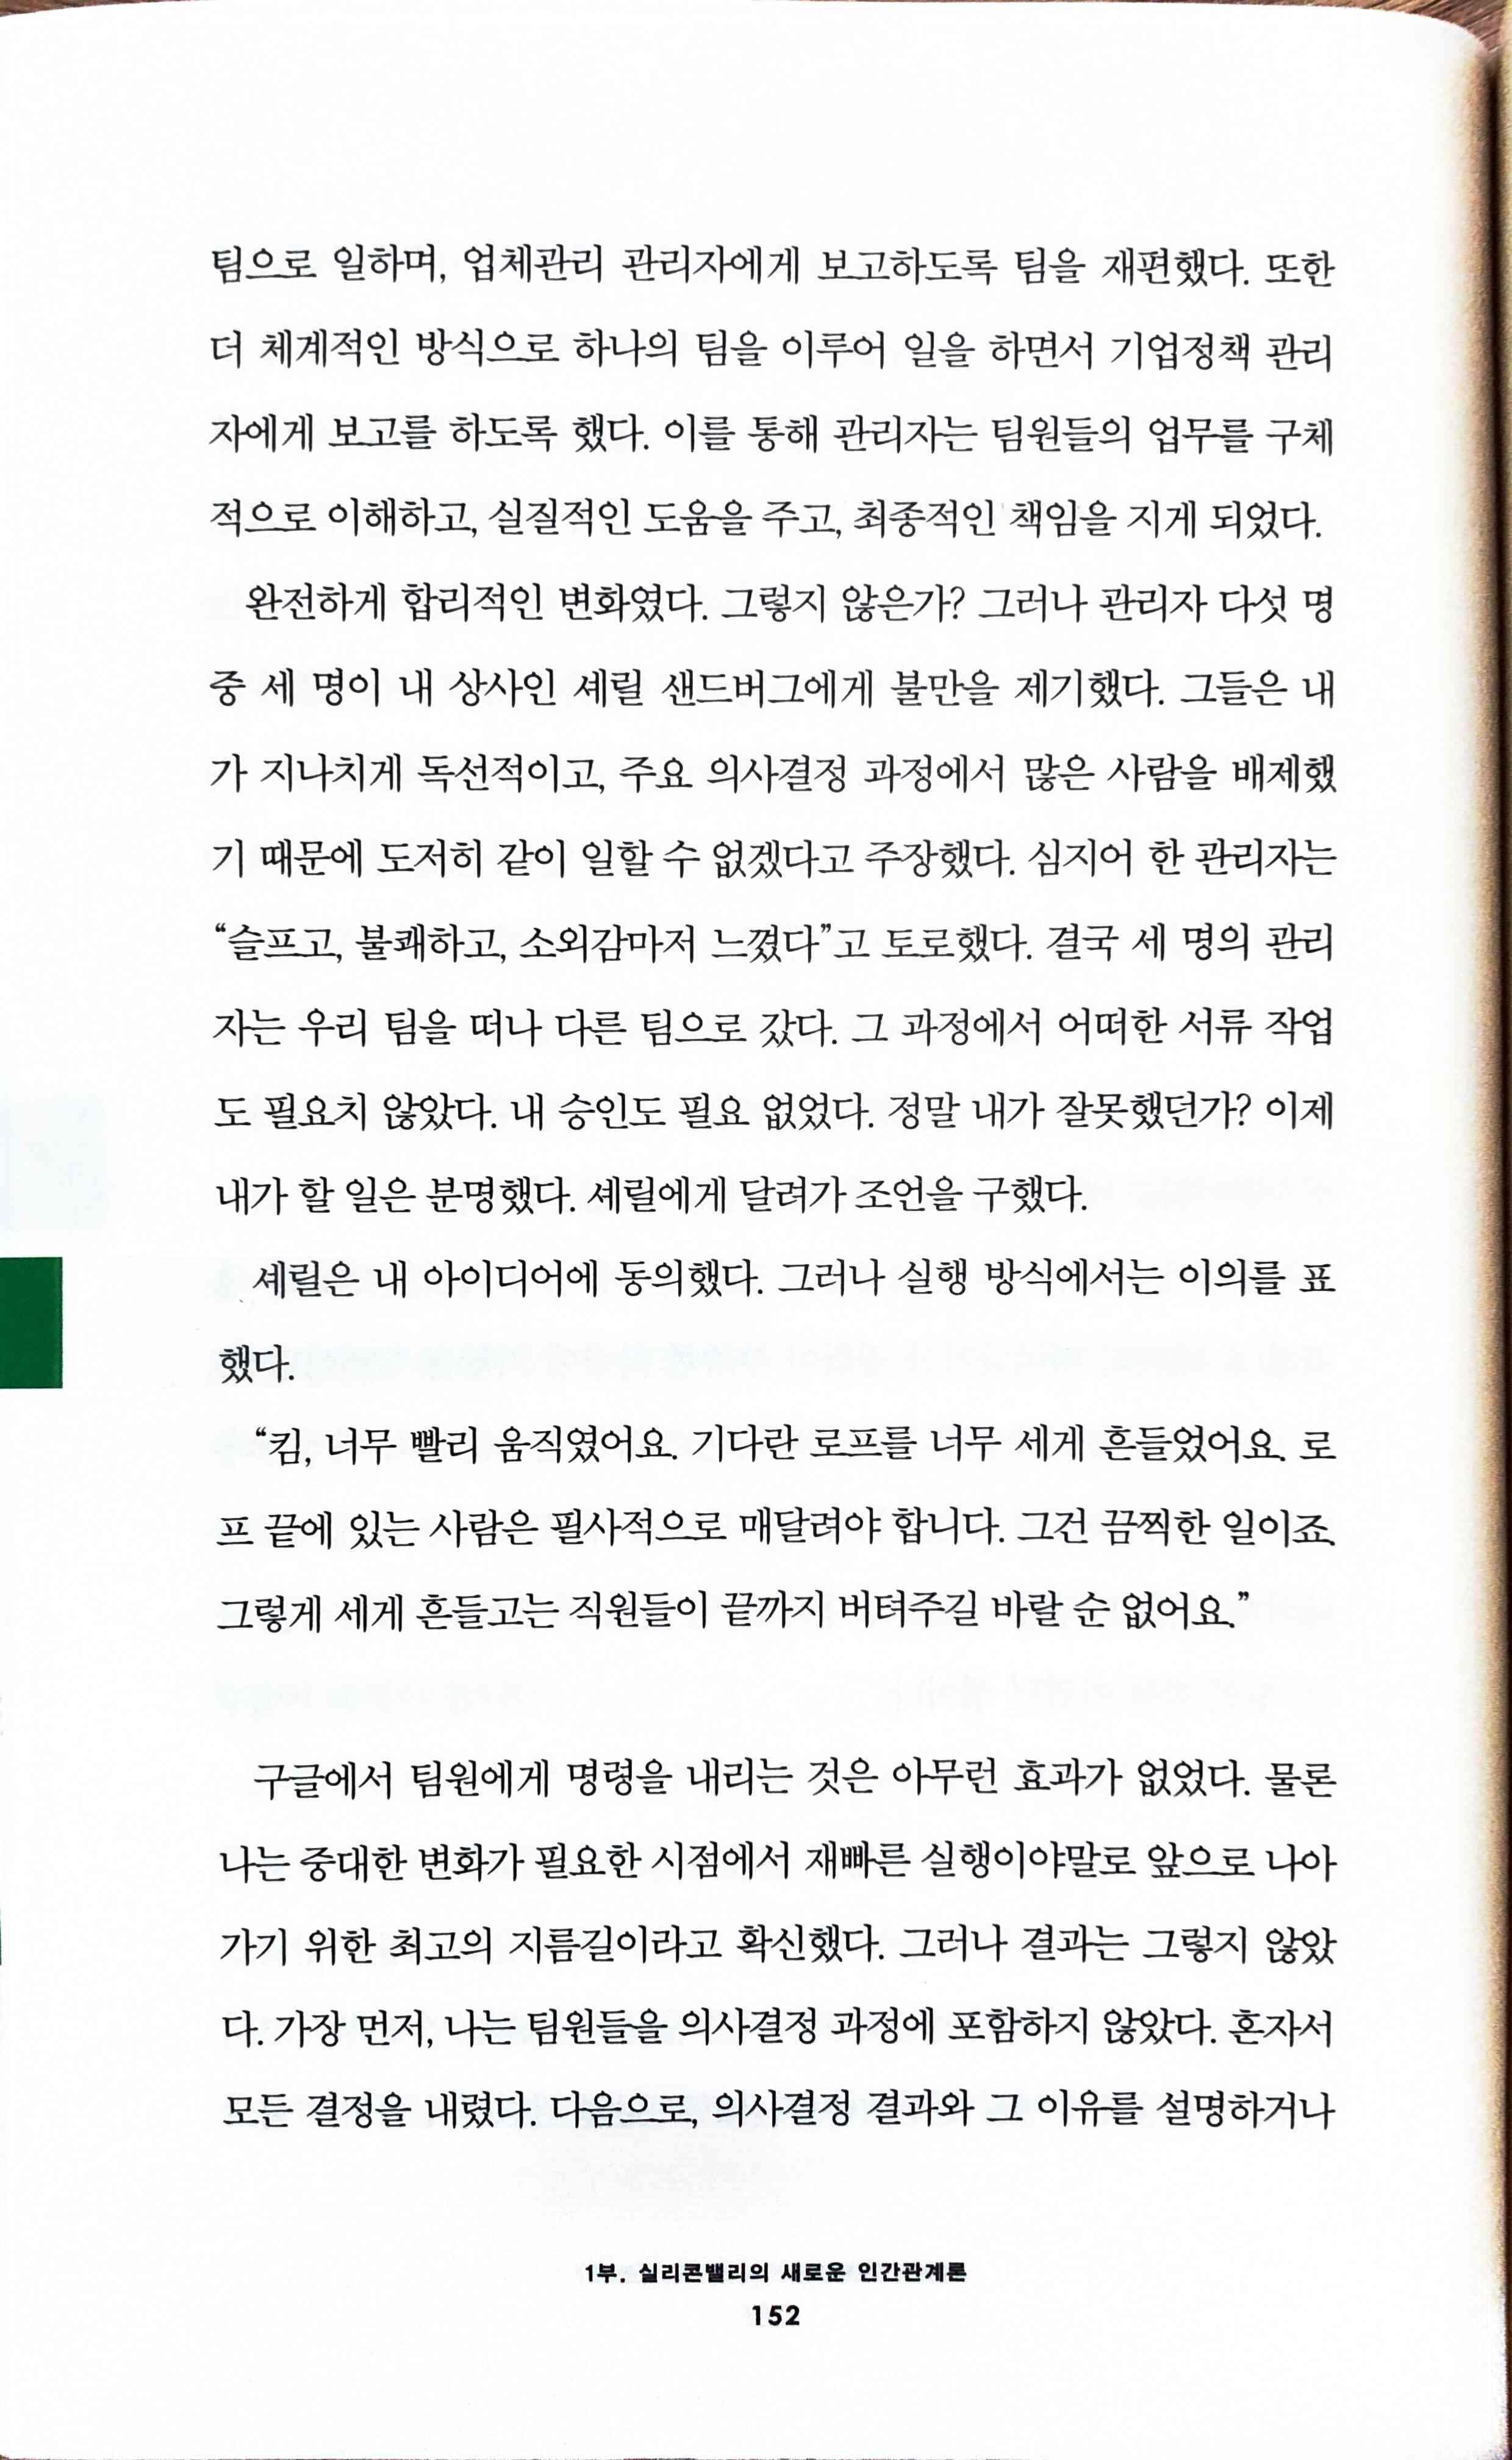 팀으로 일하며, 업체관리 관리자에게 보고하도록 팀을 재편했다. 또한
더 체계적인 방식으로 하나의 팀을 이루어 일을 하면서 기업정책 관리
자에게 보고를 하도록 했다. 이를 통해 관리자는 팀원들의 업무를 구체
적으로 이해하고, 실질적인 도움을 주고, 최종적인 책임을 지게 되었다.
완전하게 합리적인 변화였다. 그렇지 않은가? 그러나 관리자 다섯 명
중 세 명이 내 상사인 셰릴 샌드버그에게 불만을 제기했다. 그들은 내
가 지나치게 독선적이고, 주요 의사결정 과정에서 많은 사람을 배제했
기 때문에 도저히 같이 일할 수 없겠다고 주장했다. 심지어 한 관리자는
“슬프고, 불쾌하고, 소외감마저 느꼈다”고 토로했다. 결국 세 명의 관리
자는 우리 팀을 떠나 다른 팀으로 갔다. 그 과정에서 어떠한 서류 작업
도 필요치 않았다. 내 승인도 필요 없었다. 정말 내가 잘못했던가? 이제
내가 할 일은 분명했다. 셰릴에게 달려가 조언을 구했다.
셰릴은 내 아이디어에 동의했다. 그러나 실행 방식에서는 이의를 표
했다.
“킴, 너무 빨리 움직였어요. 기다란 로프를 너무 세게 흔들었어요. 로
프 끝에 있는 사람은 필사적으로 매달려야 합니다. 그건 끔찍한 일이죠.
그렇게 세게 흔들고는 직원들이 끝까지 버텨주길 바랄 순 없어요.”
구글에서 팀원에게 명령을 내리는 것은 아무런 효과가 없었다. 물론
나는 중대한 변화가 필요한 시점에서 재빠른 실행이야말로 앞으로 나아
가기 위한 최고의 지름길이라고 확신했다. 그러나 결과는 그렇지 않았
다. 가장 먼저, 나는 팀원들을 의사결정 과정에 포함하지 않았다. 혼자서
모든 결정을 내렸다. 다음으로, 의사결정 결과와 그 이유를 설명하거나
1부. 실리콘밸리의 새로운 인간관계론
152